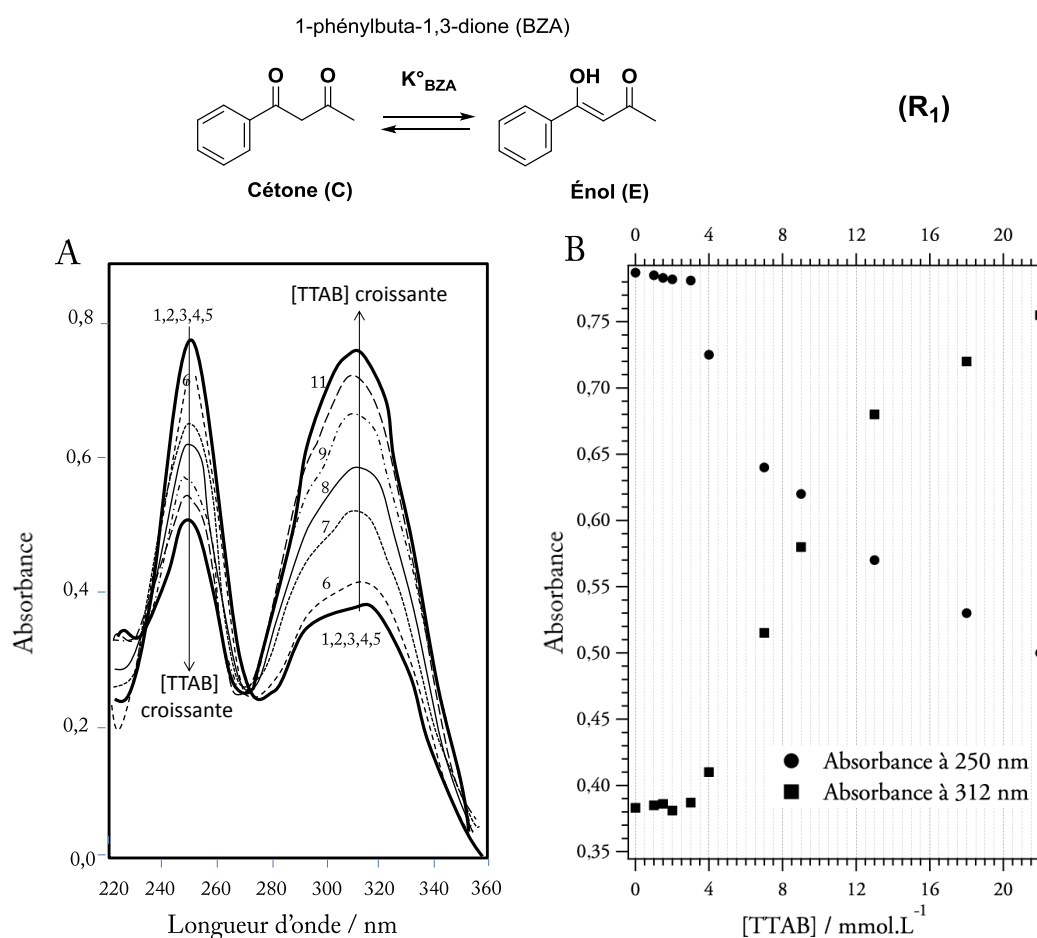 1-phénylbuta-1,3-dione (BZA)
O O
K°BZA
OH O
(R1)
Cétone (C)
Énol (E)
A
[TTAB] croissante
1,2,3,4,5
6
11
9
8
7
6
1,2,3,4,5
[TTAB]
croissante
0,8
0,6
0,4
0,2
0,0
220 240 260 280 300 320 340 360
Absorbance
Longueur d'onde / nm
B
0 4 8 12 16 20
0,75
0,70
0,65
0,60
0,55
0,50
0,45
0,40
0,35
Absorbance
Absorbance à 250 nm
Absorbance à 312 nm
0 4 8 12 16 20
[TTAB] / mmol.L-1